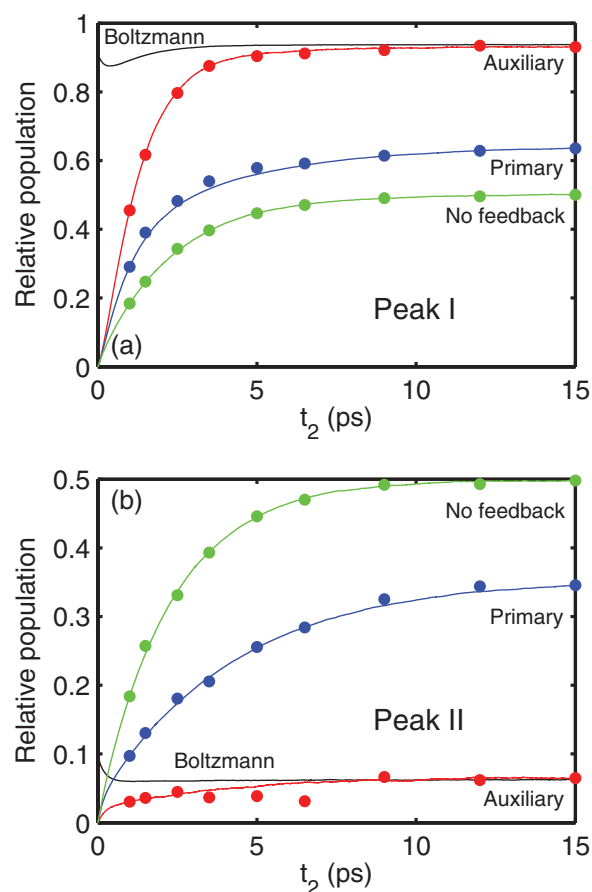 1
0.8
0.6
0.4
0.2
0
Relative population
Boltzmann
Auxiliary
Primary
No feedback
Peak I
(a)
0
5
10
15
t2 (ps)
0.5
0.4
0.3
0.2
0.1
0
Relative population
(b)
No feedback
Primary
Peak II
Boltzmann
Auxiliary
0
5
10
15
t2 (ps)